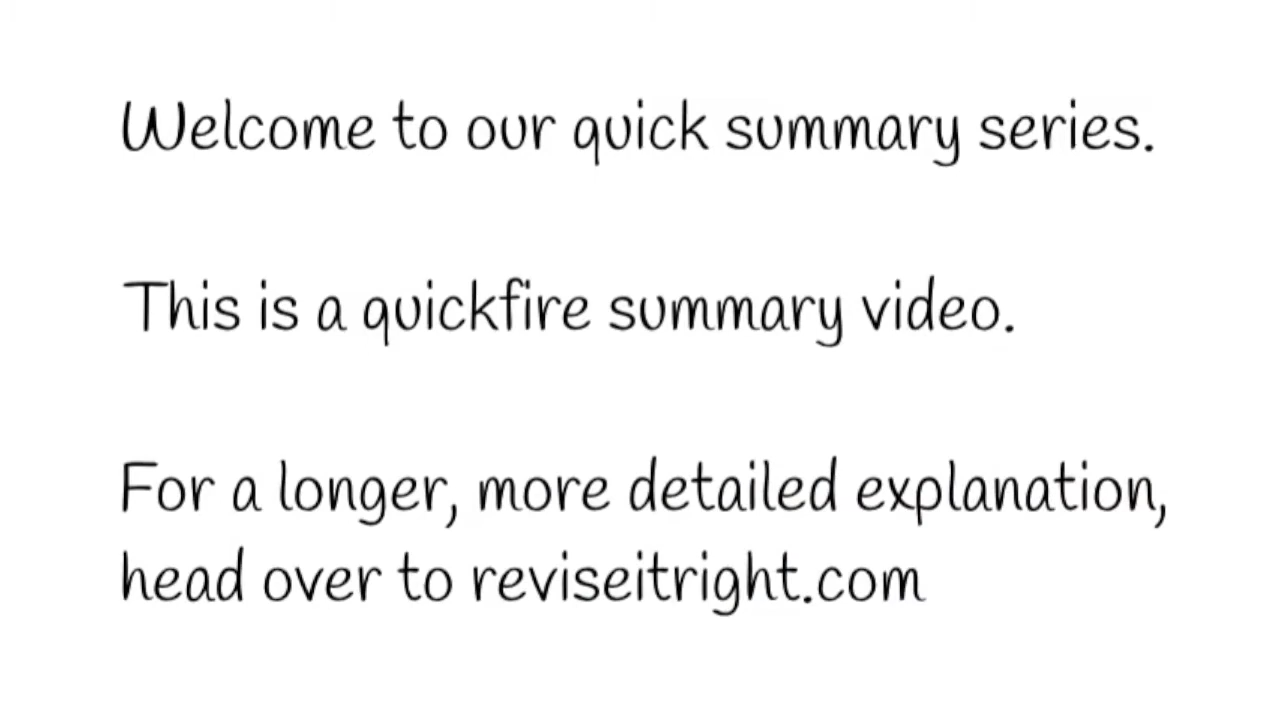 Welcome to our quick summary series.
This is a quickfire summary video.
For a longer, more detailed explanation,
head over to reviseitright.com